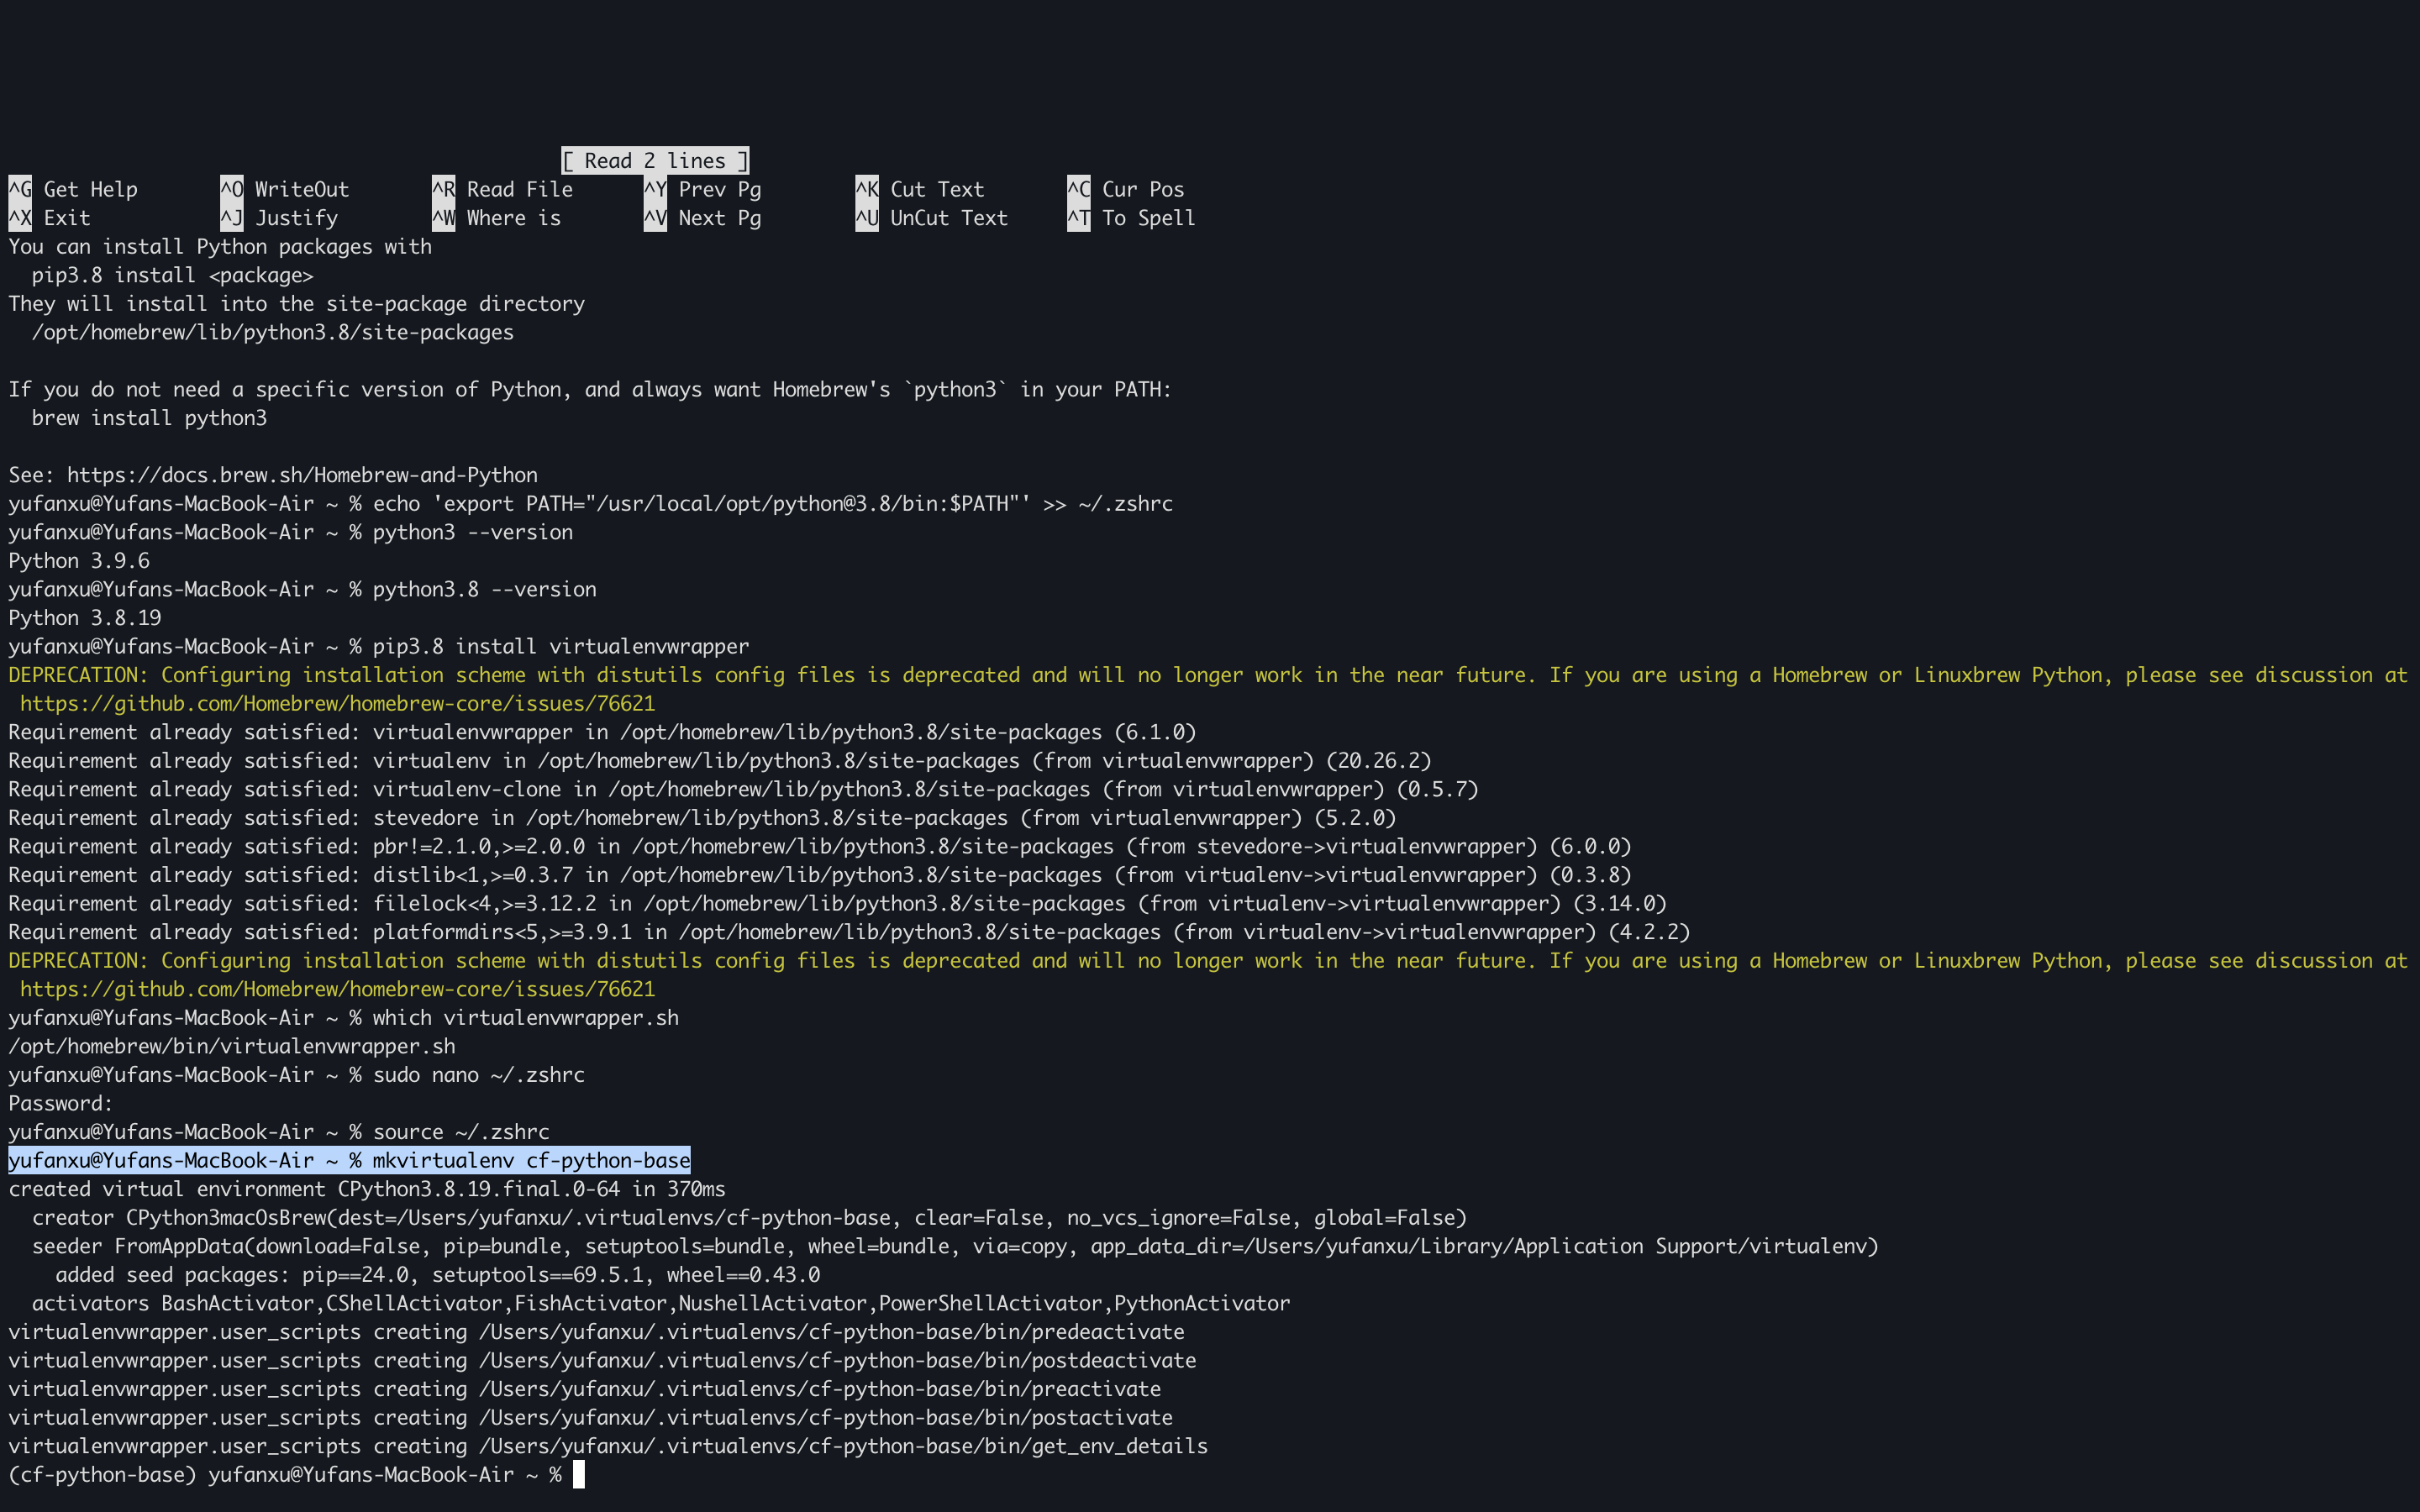 [ Read 2 lines ]
^G Get Help ^O WriteOut ^R Read File ^Y Prev Pg ^K Cut Text ^C Cur Pos
^X Exit ^J Justify ^W Where is ^V Next Pg ^U UnCut Text ^T To Spell
You can install Python packages with
  pip3.8 install <package>
They will install into the site-package directory
  /opt/homebrew/lib/python3.8/site-packages

If you do not need a specific version of Python, and always want Homebrew's `python3` in your PATH:
  brew install python3

See: https://docs.brew.sh/Homebrew-and-Python
yufanxu@Yufans-MacBook-Air ~ % echo 'export PATH="/usr/local/opt/python@3.8/bin:$PATH"' >> ~/.zshrc
yufanxu@Yufans-MacBook-Air ~ % python3 --version
Python 3.9.6
yufanxu@Yufans-MacBook-Air ~ % python3.8 --version
Python 3.8.19
yufanxu@Yufans-MacBook-Air ~ % pip3.8 install virtualenvwrapper
DEPRECATION: Configuring installation scheme with distutils config files is deprecated and will no longer work in the near future. If you are using a Homebrew or Linuxbrew Python, please see discussion at
 https://github.com/Homebrew/homebrew-core/issues/76621
Requirement already satisfied: virtualenvwrapper in /opt/homebrew/lib/python3.8/site-packages (6.1.0)
Requirement already satisfied: virtualenv in /opt/homebrew/lib/python3.8/site-packages (from virtualenvwrapper) (20.26.2)
Requirement already satisfied: virtualenv-clone in /opt/homebrew/lib/python3.8/site-packages (from virtualenvwrapper) (0.5.7)
Requirement already satisfied: stevedore in /opt/homebrew/lib/python3.8/site-packages (from virtualenvwrapper) (5.2.0)
Requirement already satisfied: pbr!=2.1.0,>=2.0.0 in /opt/homebrew/lib/python3.8/site-packages (from stevedore->virtualenvwrapper) (6.0.0)
Requirement already satisfied: distlib<1,>=0.3.7 in /opt/homebrew/lib/python3.8/site-packages (from virtualenv->virtualenvwrapper) (0.3.8)
Requirement already satisfied: filelock<4,>=3.12.2 in /opt/homebrew/lib/python3.8/site-packages (from virtualenv->virtualenvwrapper) (3.14.0)
Requirement already satisfied: platformdirs<5,>=3.9.1 in /opt/homebrew/lib/python3.8/site-packages (from virtualenv->virtualenvwrapper) (4.2.2)
DEPRECATION: Configuring installation scheme with distutils config files is deprecated and will no longer work in the near future. If you are using a Homebrew or Linuxbrew Python, please see discussion at
 https://github.com/Homebrew/homebrew-core/issues/76621
yufanxu@Yufans-MacBook-Air ~ % which virtualenvwrapper.sh
/opt/homebrew/bin/virtualenvwrapper.sh
yufanxu@Yufans-MacBook-Air ~ % sudo nano ~/.zshrc
Password:
yufanxu@Yufans-MacBook-Air ~ % source ~/.zshrc
yufanxu@Yufans-MacBook-Air ~ % mkvirtualenv cf-python-base
created virtual environment CPython3.8.19.final.0-64 in 370ms
  creator CPython3macOsBrew(dest=/Users/yufanxu/.virtualenvs/cf-python-base, clear=False, no_vcs_ignore=False, global=False)
  seeder FromAppData(download=False, pip=bundle, setuptools=bundle, wheel=bundle, via=copy, app_data_dir=/Users/yufanxu/Library/Application Support/virtualenv)
    added seed packages: pip==24.0, setuptools==69.5.1, wheel==0.43.0
  activators BashActivator,CShellActivator,FishActivator,NushellActivator,PowerShellActivator,PythonActivator
virtualenvwrapper.user_scripts creating /Users/yufanxu/.virtualenvs/cf-python-base/bin/predeactivate
virtualenvwrapper.user_scripts creating /Users/yufanxu/.virtualenvs/cf-python-base/bin/postdeactivate
virtualenvwrapper.user_scripts creating /Users/yufanxu/.virtualenvs/cf-python-base/bin/preactivate
virtualenvwrapper.user_scripts creating /Users/yufanxu/.virtualenvs/cf-python-base/bin/postactivate
virtualenvwrapper.user_scripts creating /Users/yufanxu/.virtualenvs/cf-python-base/bin/get_env_details
(cf-python-base) yufanxu@Yufans-MacBook-Air ~ %